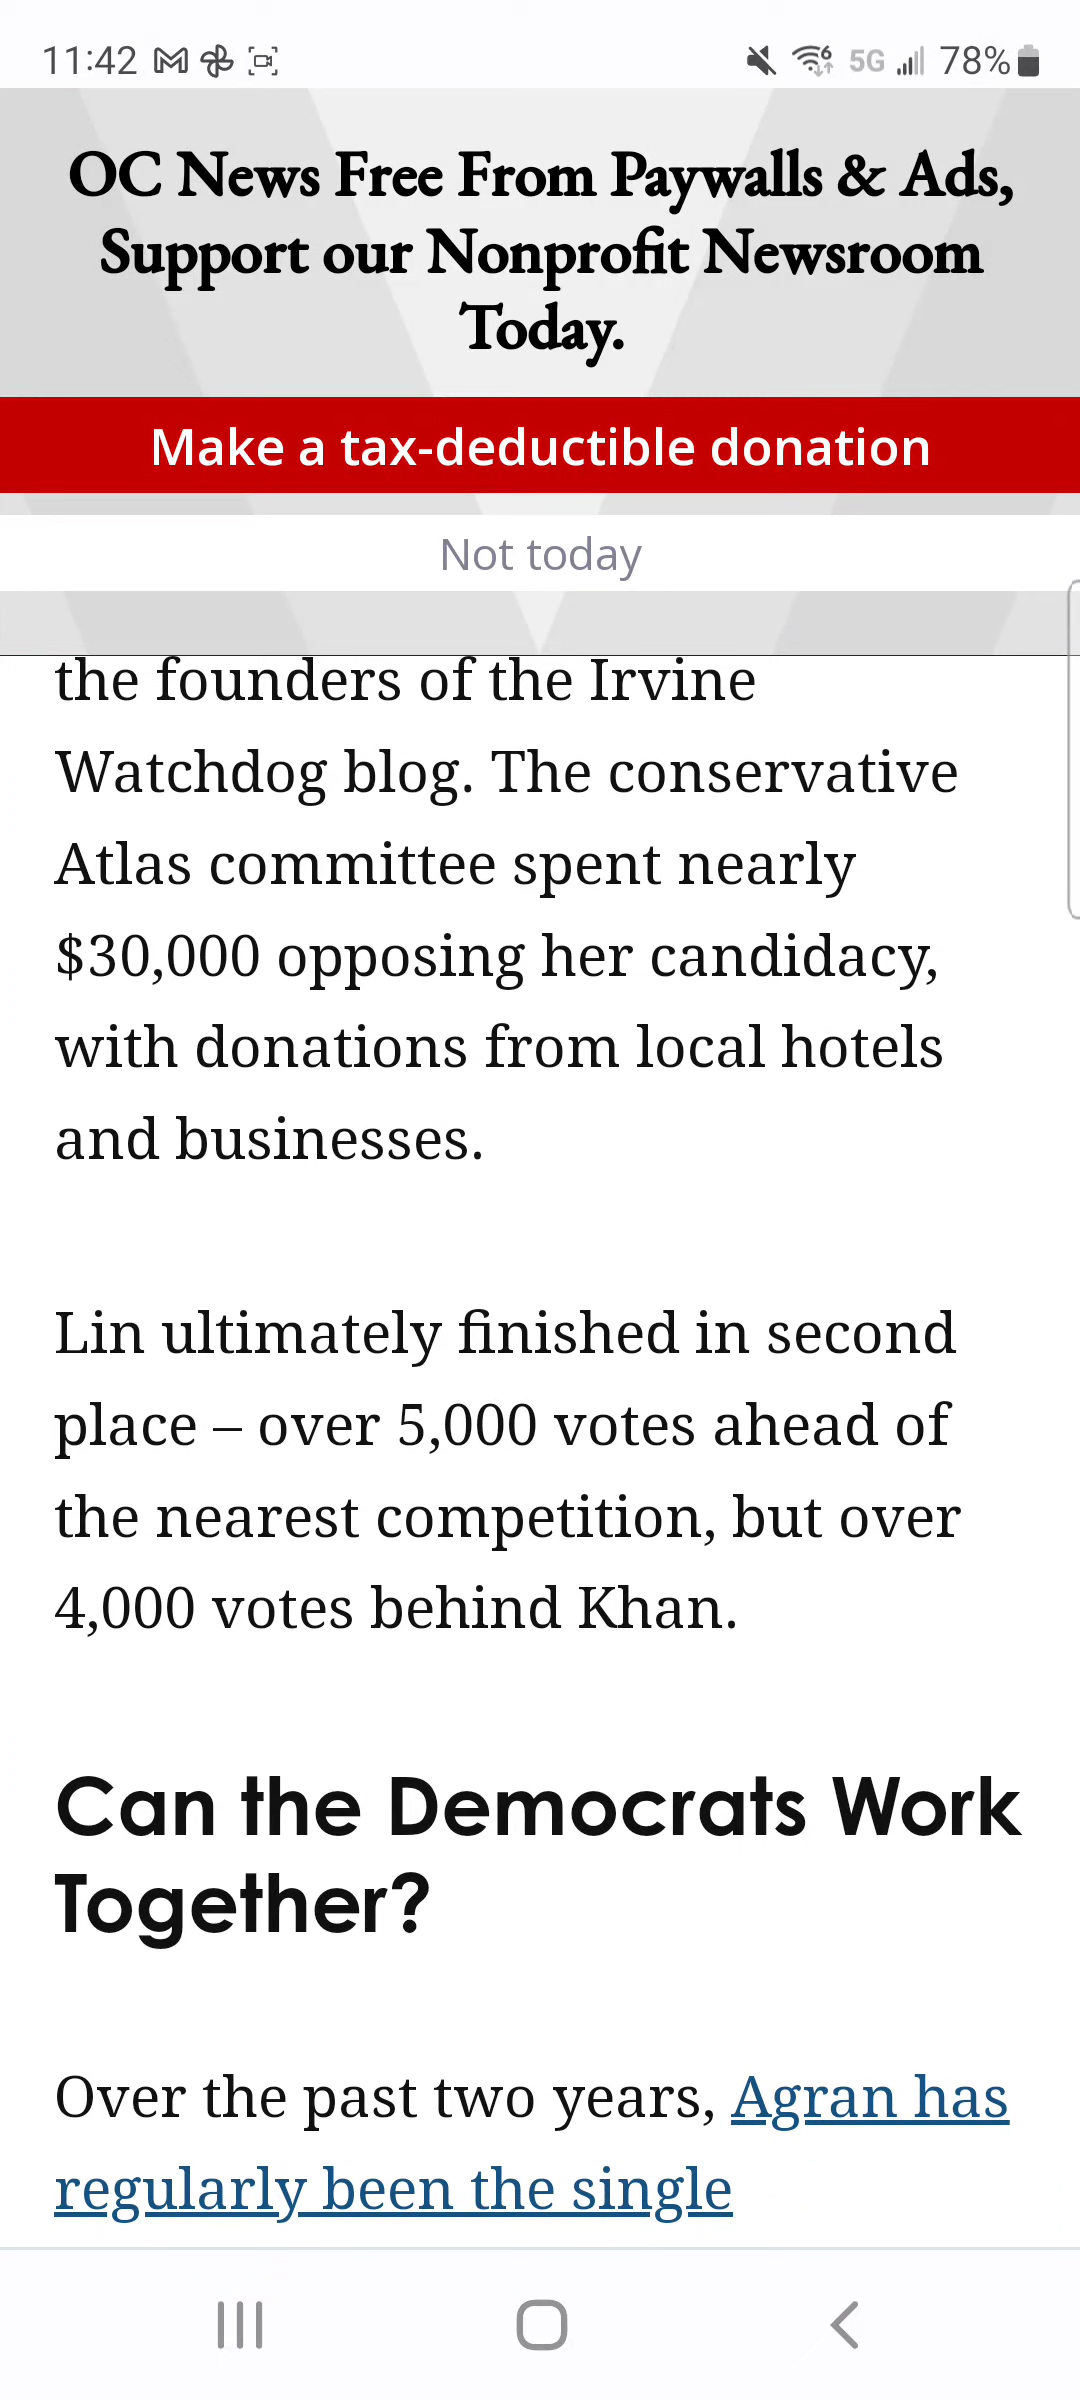 11:42 5G 78%
OC News Free From Paywalls & Ads,
Support our Nonprofit Newsroom
Today.
Make a tax-deductible donation
Not today
the founders of the Irvine
Watchdog blog. The conservative
Atlas committee spent nearly
$30,000 opposing her candidacy,
with donations from local hotels
and businesses.
Lin ultimately finished in second
place – over 5,000 votes ahead of
the nearest competition, but over
4,000 votes behind Khan.
Can the Democrats Work
Together?
Over the past two years, Agran has
regularly been the single